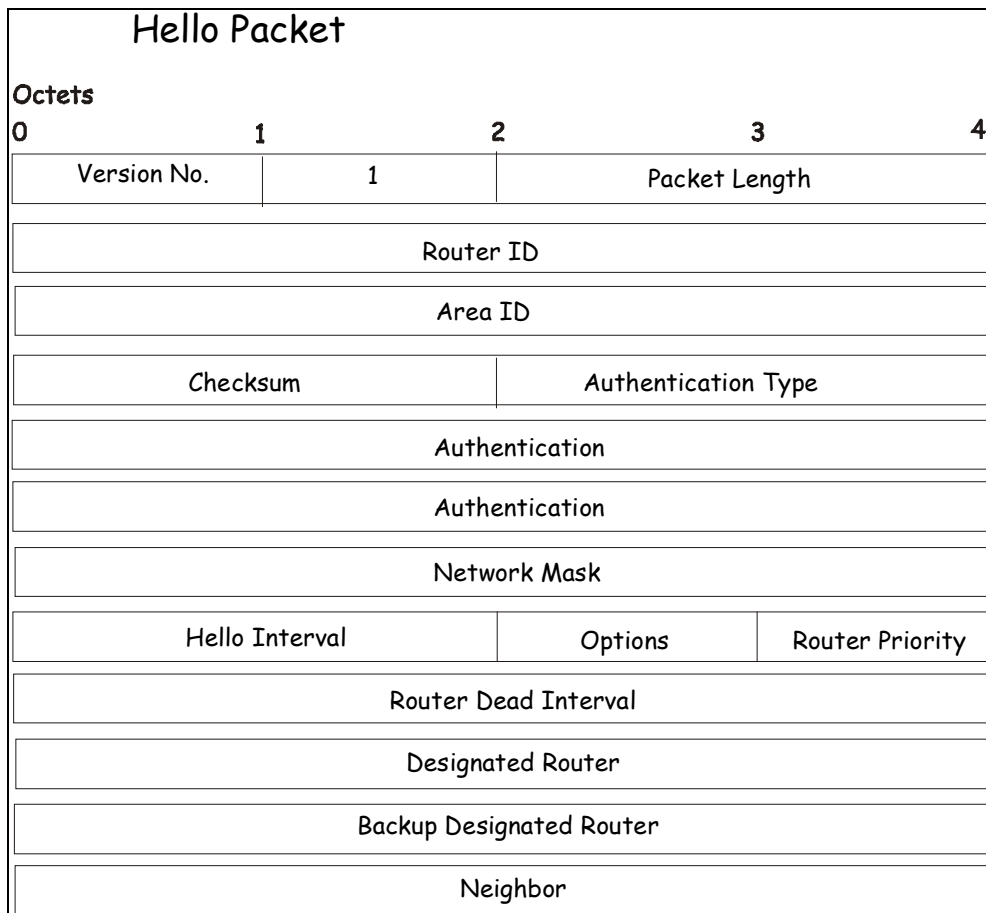 Hello Packet
Octets
0 1 2 3 4
Version No. 1 Packet Length
Router ID
Area ID
Checksum Authentication Type
Authentication
Authentication
Network Mask
Hello Interval Options Router Priority
Router Dead Interval
Designated Router
Backup Designated Router
Neighbor